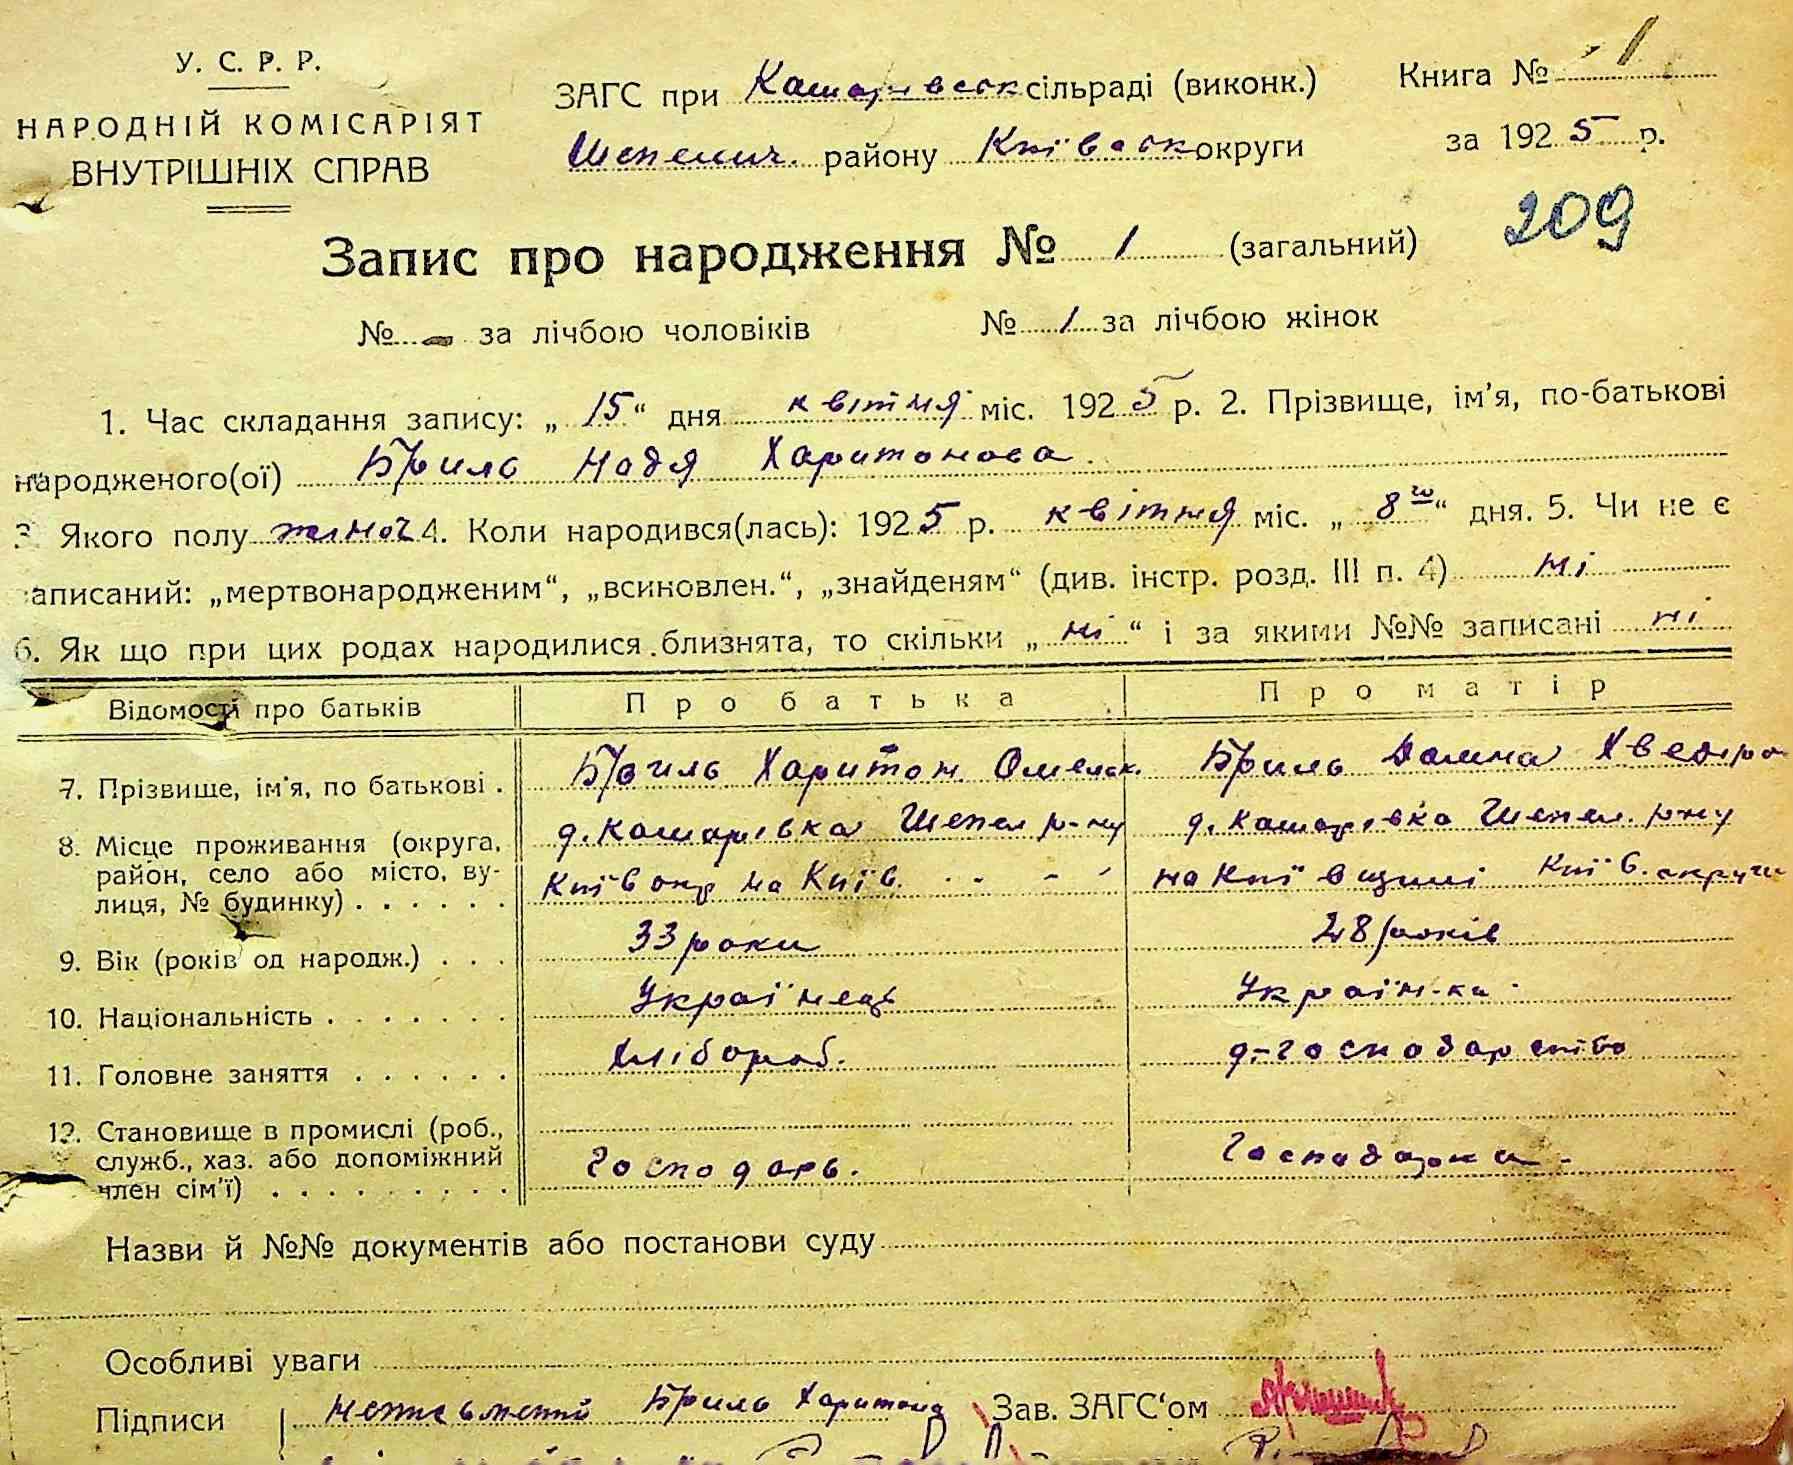 У. С. Р. Р.
НАРОДНІЙ КОМІСАРІЯТ
ВНУТРІШНІХ СПРАВ
ЗАГС при Кашарівськ сільраді (виконк.)
Шепелич. району Київськ округи
Книга № 1
за 1925 р.
209
Запис про народження № 1 (загальний)
№ - за лічбою чоловіків № 1 за лічбою жінок
1. Час складання запису: „15“ дня квітня міс. 1925 р. 2. Прізвище, ім'я, по-батькові
народженого(ої) Бриль Надя Харитонова.
3. Якого полу жіноч 4. Коли народився(лась): 1925 р. квітня міс. „8го“ дня. 5. Чи не є
записаний: „мертвонародженим“, „всиновлен.“, „знайденям“ (див. інстр. розд. III п. 4) ні
6. Як що при цих родах народилися близнята, то скільки „ні“ і за якими №№ записані ні
Відомости про батьків Про батька Про матір
7. Прізвище, ім'я, по батькові . Бриль Харитон Омельк. Бриль Домна Хведіро
8. Місце проживання (округа, район, село або місто, вулиця, № будинку) . . . . . . д. Кашарівка Шепел р-ну Київ окр на Київ. д. Кашарівка Шепел. р-ну на Київщині Київ. округи
9. Вік (років од народж.) . . . 33 роки 28 років
10. Національність . . . . . . . Українець Українка
11. Головне заняття . . . . . . Хлібороб. д-господарство
12. Становище в промислі (роб., служб., хаз. або допоміжний член сім'ї) . . . . . . . . . Господарь. Господарка.
Назви й №№ документів або постанови суду
Особливі уваги
Підписи Неписьменний Бриль Харитон Зав. ЗАГС‘ом